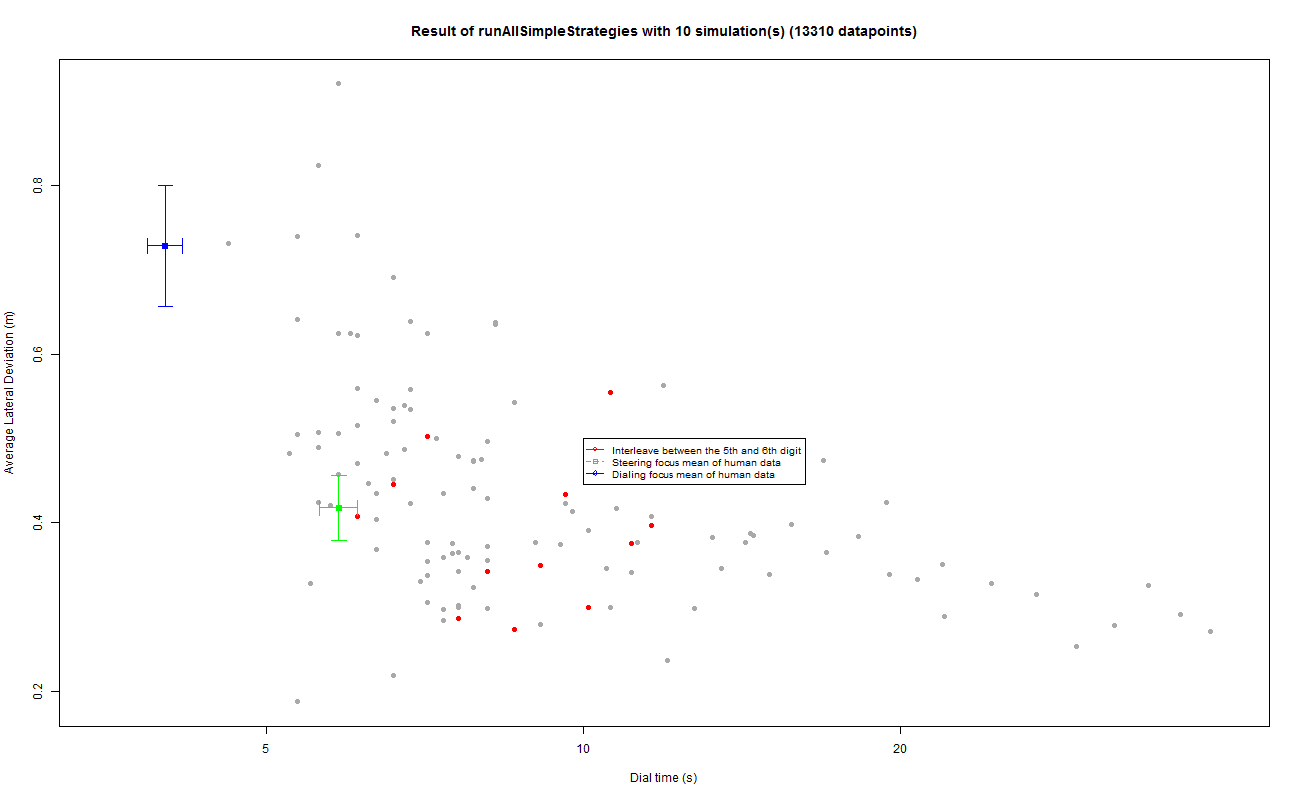 Result of runAllSimpleStrategies with 10 simulation(s) (13310 datapoints)
Average Lateral Deviation (m)
0.8
0.6
0.4
0.2
Interleave between the 5th and 6th digit
Steering focus mean of human data
Dialing focus mean of human data
5
10
20
Dial time (s)